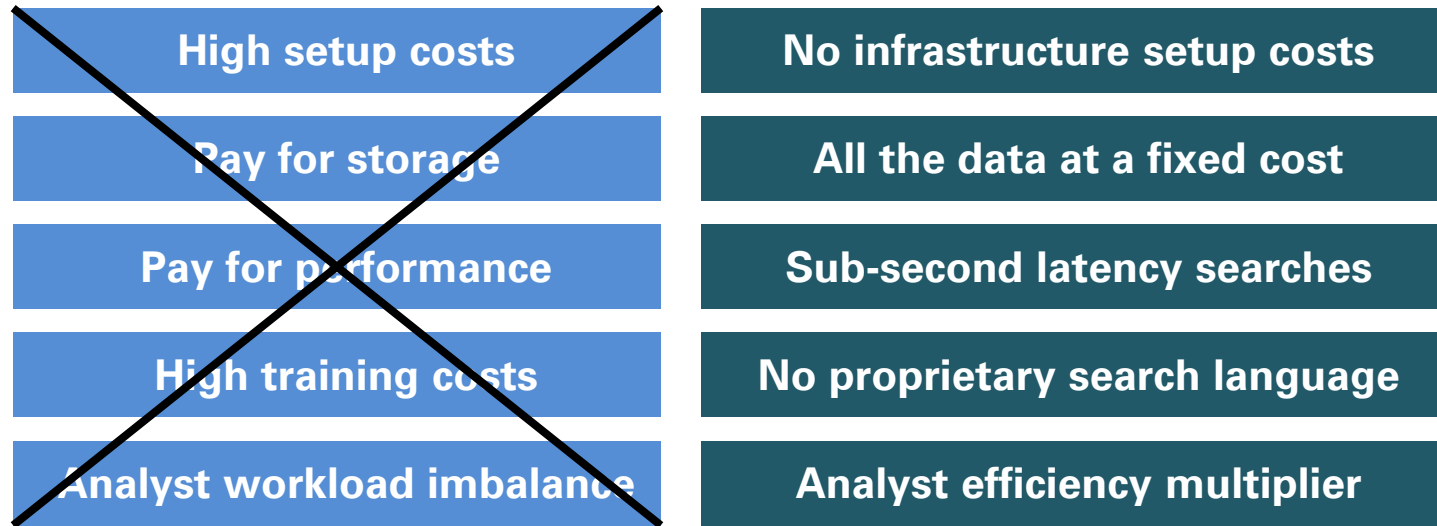 High setup costs
No infrastructure setup costs
Pay for storage
All the data at a fixed cost
Pay for performance
Sub-second latency searches
High training costs
No proprietary search language
Analyst workload imbalance
Analyst efficiency multiplier